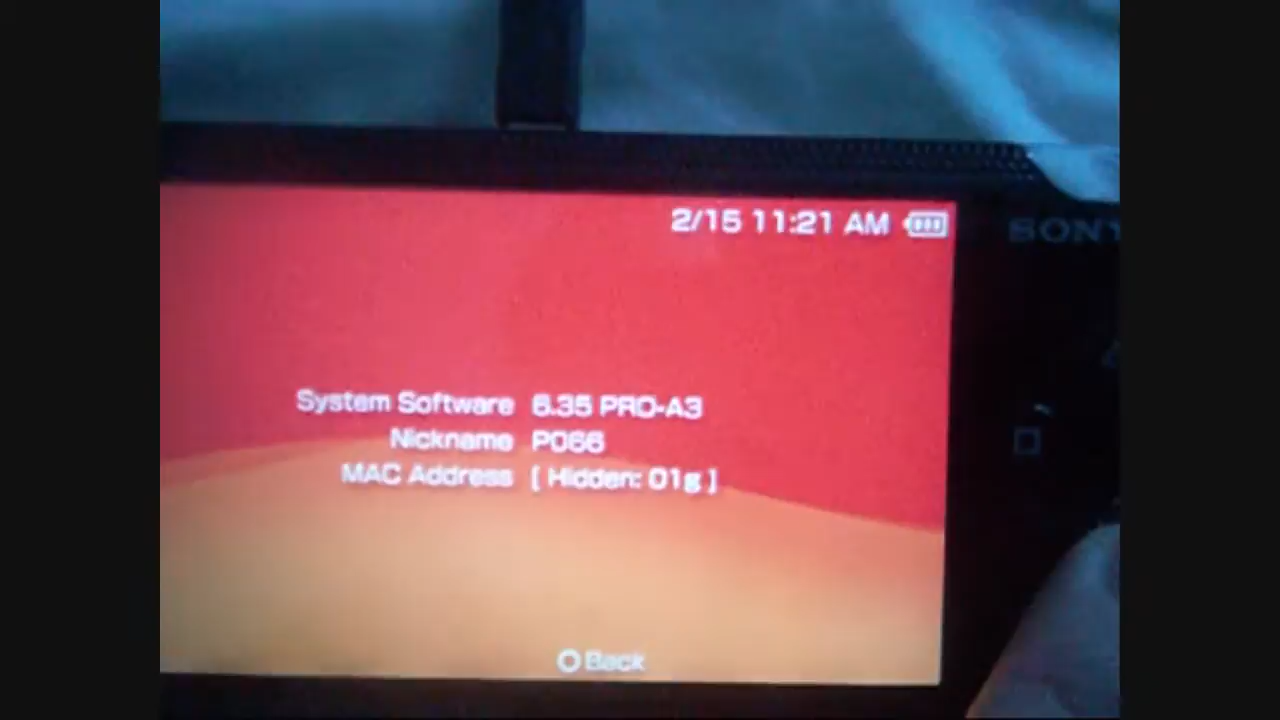 2/15 11:21 AM
SONY
System Software 6.35 PRO-A3
Nickname P066
MAC Address [ Hidden: 01g ]
Back